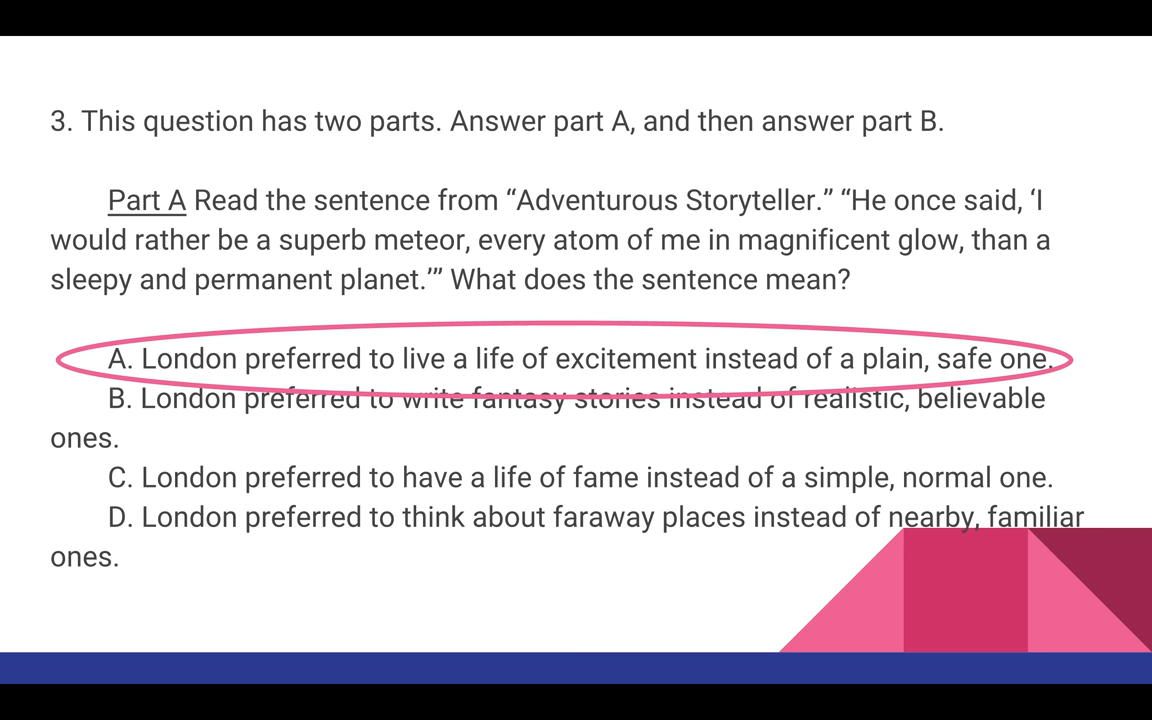 3. This question has two parts. Answer part A, and then answer part B.
Part A Read the sentence from “Adventurous Storyteller.” “He once said, ‘I
would rather be a superb meteor, every atom of me in magnificent glow, than a
sleepy and permanent planet.’” What does the sentence mean?
A. London preferred to live a life of excitement instead of a plain, safe one.
B. London preferred to write fantasy stories instead of realistic, believable
ones.
C. London preferred to have a life of fame instead of a simple, normal one.
D. London preferred to think about faraway places instead of nearby, familiar
ones.